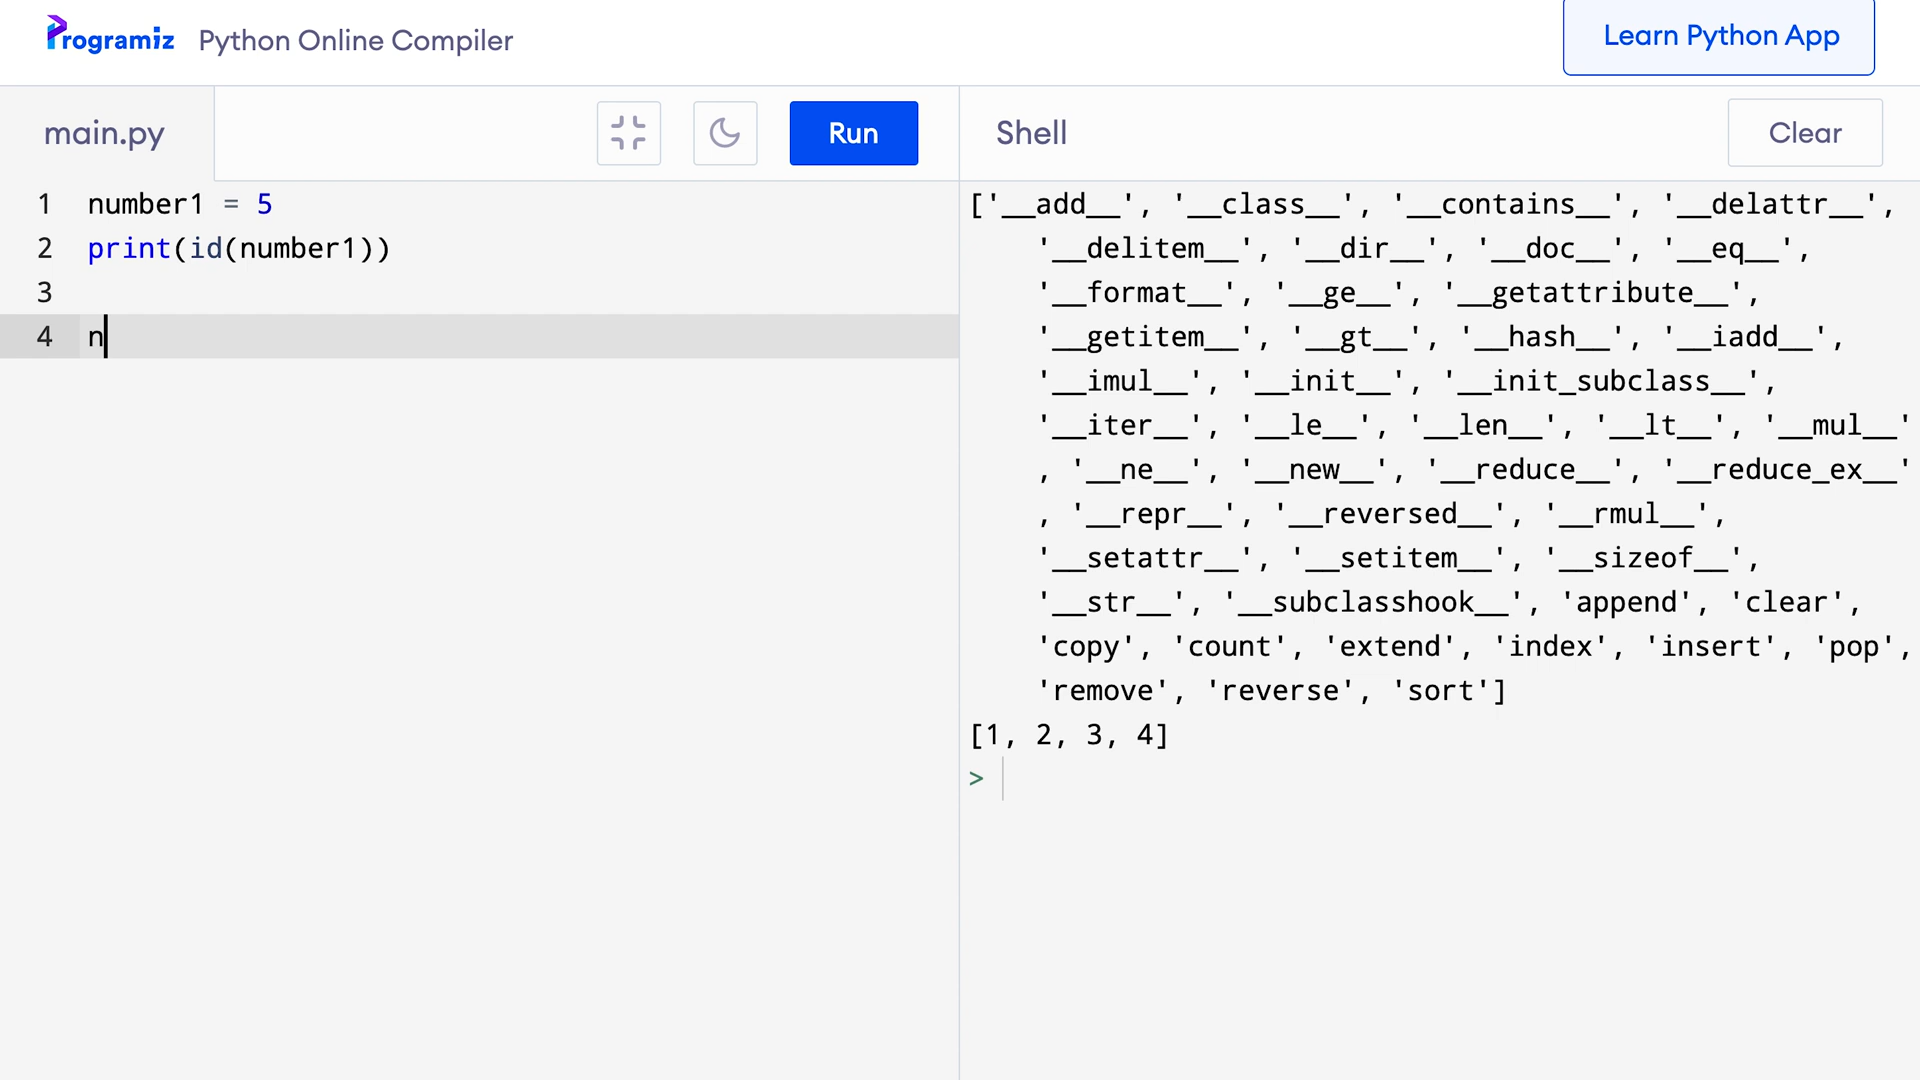 Programiz Python Online Compiler
Learn Python App
main.py
Run
Shell
Clear
1 number1 = 5
2 print(id(number1))
3
4 n
['__add__', '__class__', '__contains__', '__delattr__',
'__delitem__', '__dir__', '__doc__', '__eq__',
'__format__', '__ge__', '__getattribute__',
'__getitem__', '__gt__', '__hash__', '__iadd__',
'__imul__', '__init__', '__init_subclass__',
'__iter__', '__le__', '__len__', '__lt__', '__mul__'
, '__ne__', '__new__', '__reduce__', '__reduce_ex__'
, '__repr__', '__reversed__', '__rmul__',
'__setattr__', '__setitem__', '__sizeof__',
'__str__', '__subclasshook__', 'append', 'clear',
'copy', 'count', 'extend', 'index', 'insert', 'pop',
'remove', 'reverse', 'sort']
[1, 2, 3, 4]
>